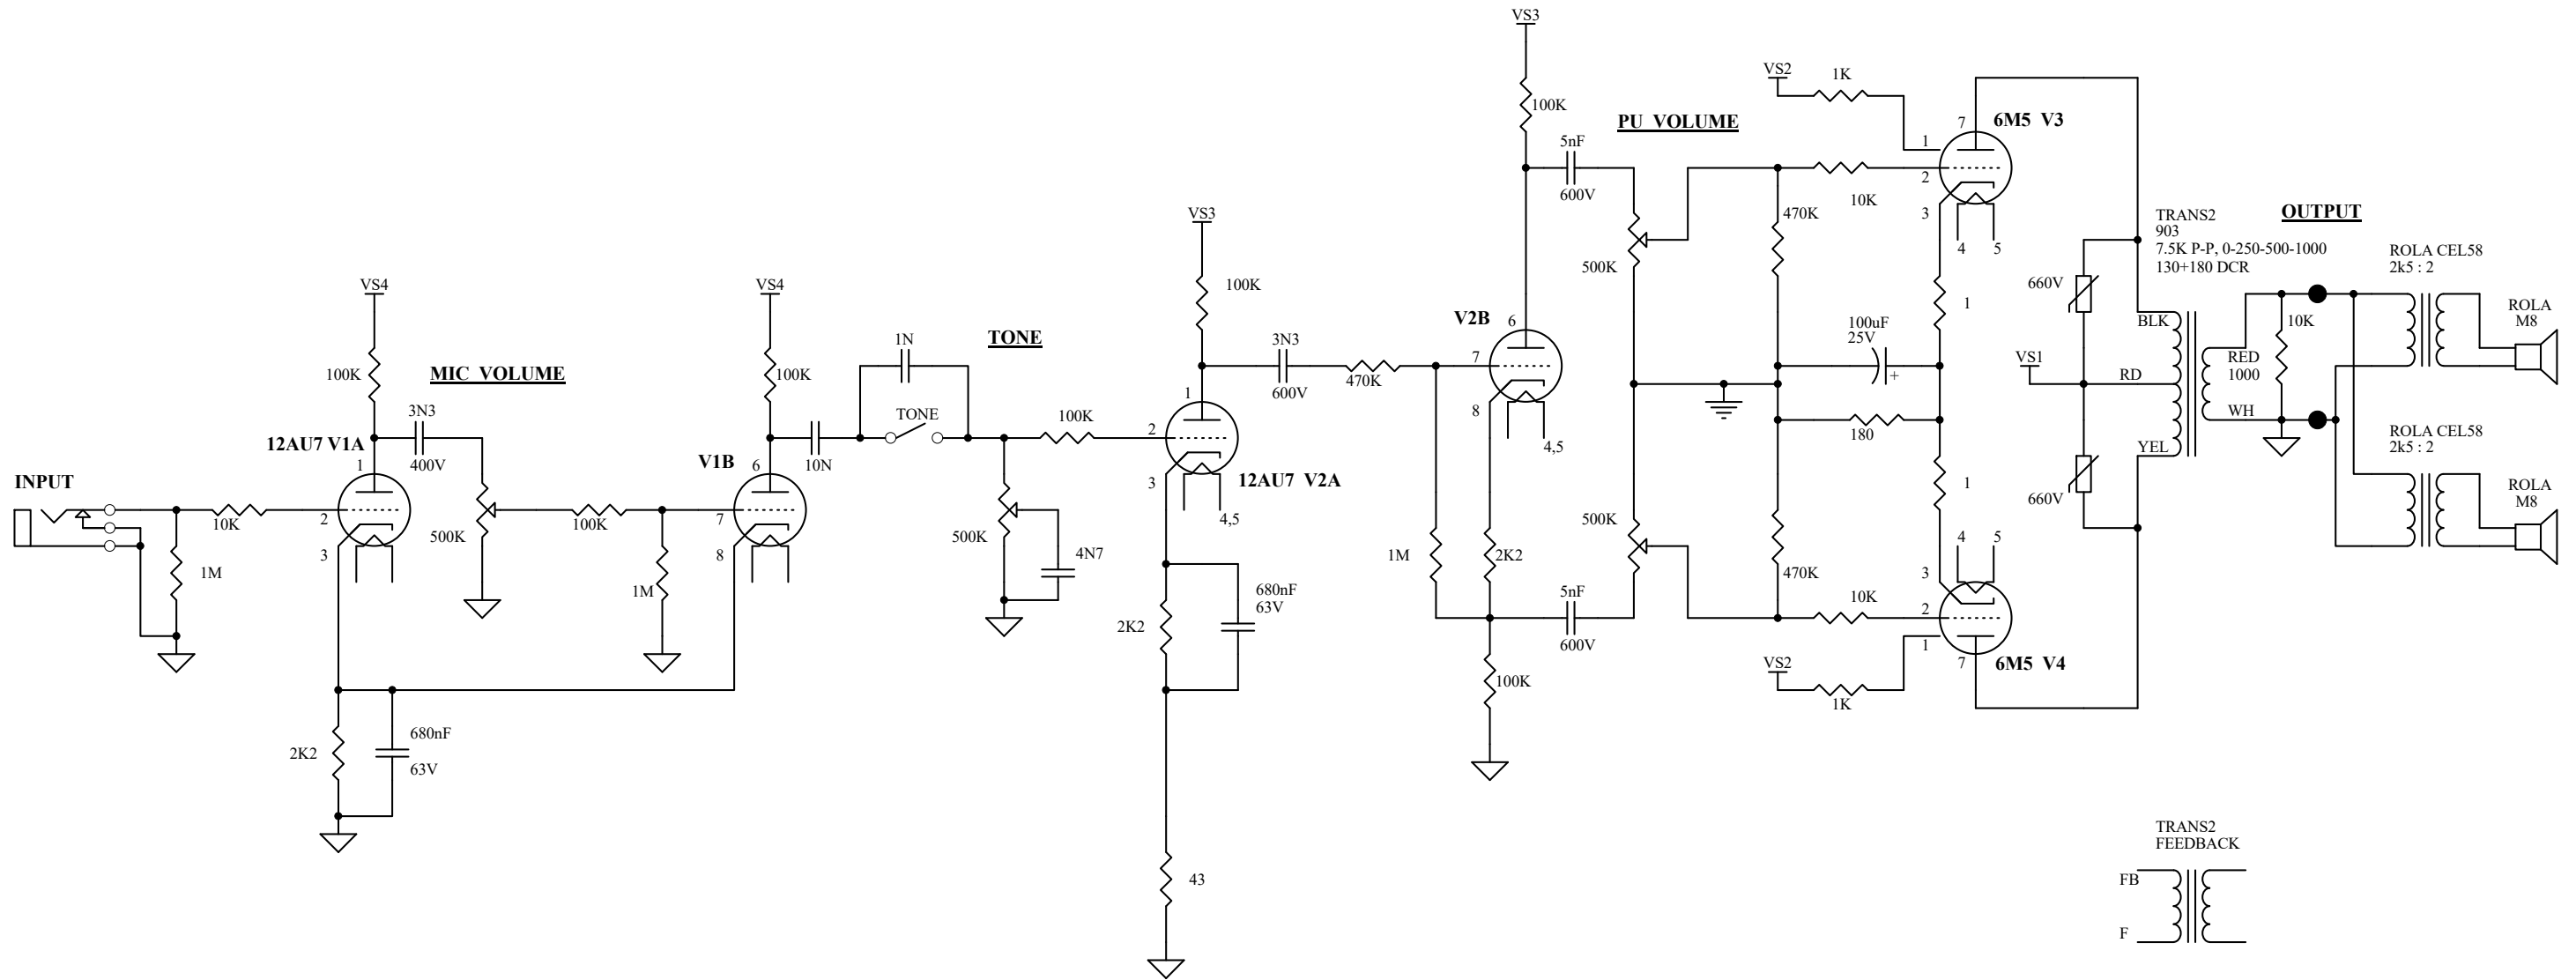 INPUT
1M
10K
12AU7 V1A
1
2
3
VS4
100K
MIC VOLUME
3N3
400V
500K
2K2
680nF
63V
100K
1M
V1B
6
7
8
VS4
100K
10N
1N
TONE
TONE
500K
4N7
100K
VS3
100K
1
2
3
4,5
12AU7 V2A
2K2
680nF
63V
43
3N3
600V
470K
1M
V2B
6
7
8
4,5
VS3
100K
2K2
100K
5nF
600V
5nF
600V
PU VOLUME
500K
500K
470K
470K
VS2
1K
10K
6M5 V3
7
1
2
3
4
5
1
100uF
25V
+
180
1
4
5
3
2
1
7
6M5 V4
10K
VS2
1K
660V
660V
VS1
TRANS2
903
7.5K P-P, 0-250-500-1000
130+180 DCR
BLK
RD
YEL
RED
1000
WH
10K
OUTPUT
ROLA CEL58
2k5 : 2
ROLA
M8
ROLA CEL58
2k5 : 2
ROLA
M8
TRANS2
FEEDBACK
FB
F